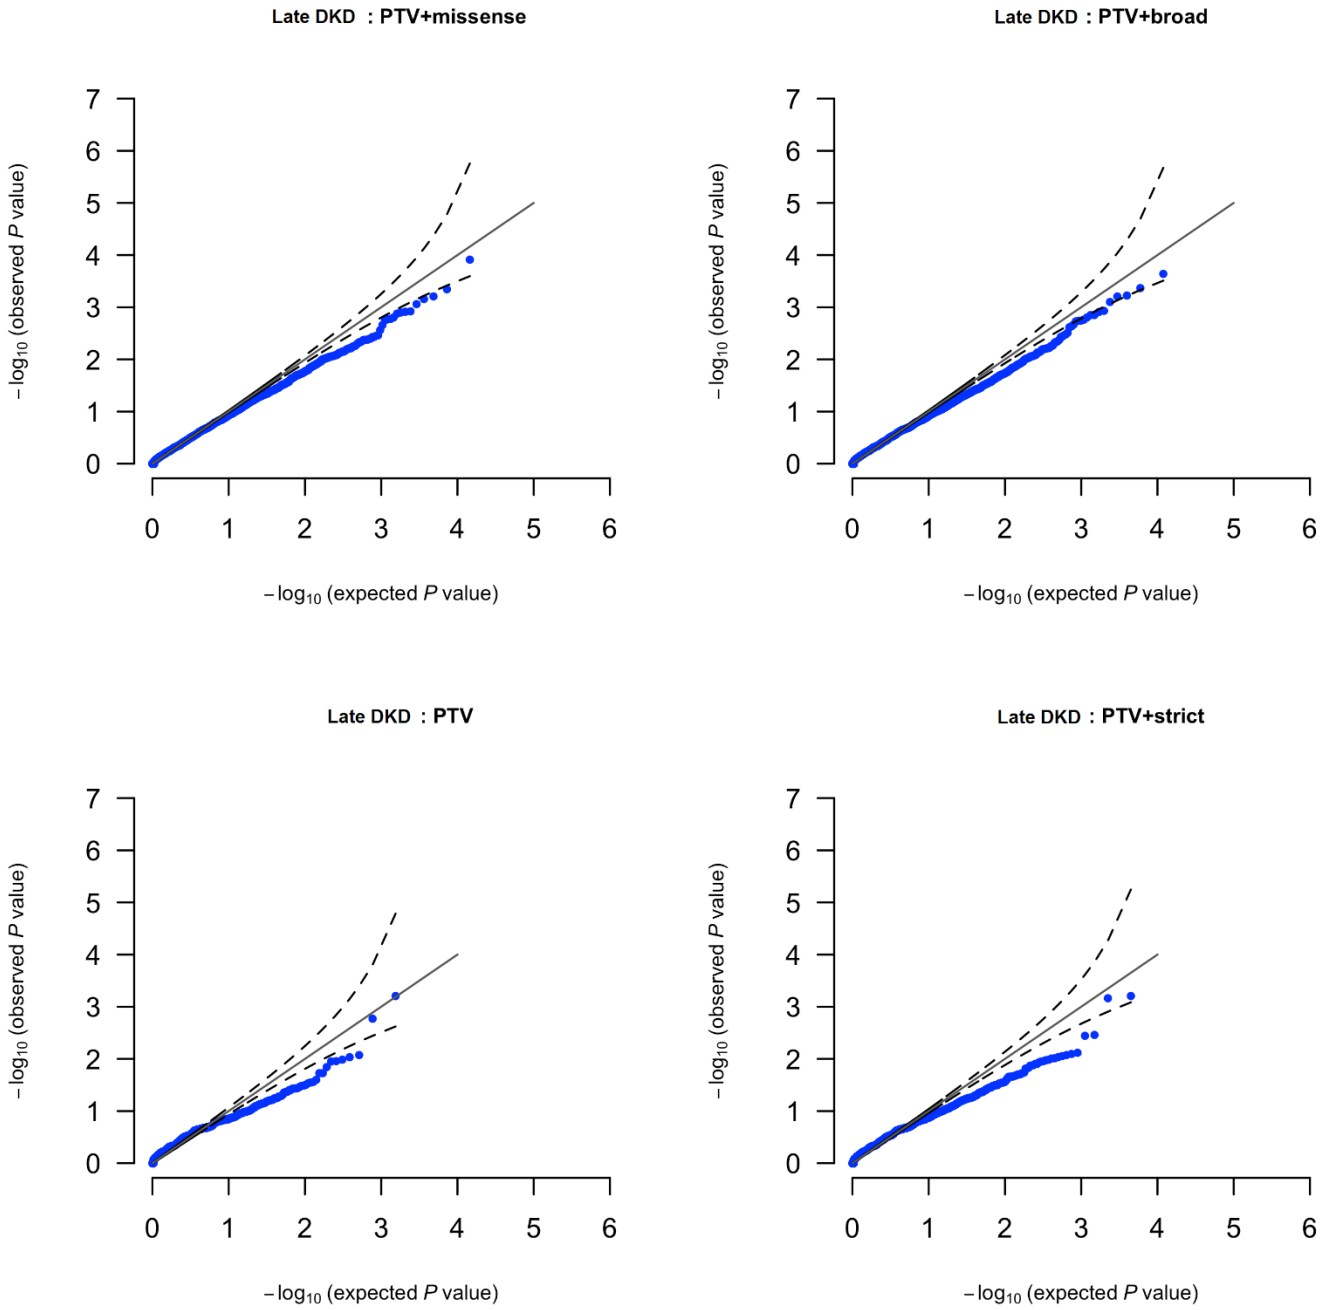 Late DKD : PTV+missense
7
6
5
4
3
2
1
0
−log10 (observed P value)
0 1 2 3 4 5 6
−log10 (expected P value)
Late DKD : PTV+broad
7
6
5
4
3
2
1
0
−log10 (observed P value)
0 1 2 3 4 5 6
−log10 (expected P value)
Late DKD : PTV
7
6
5
4
3
2
1
0
−log10 (observed P value)
0 1 2 3 4 5 6
−log10 (expected P value)
Late DKD : PTV+strict
7
6
5
4
3
2
1
0
−log10 (observed P value)
0 1 2 3 4 5 6
−log10 (expected P value)